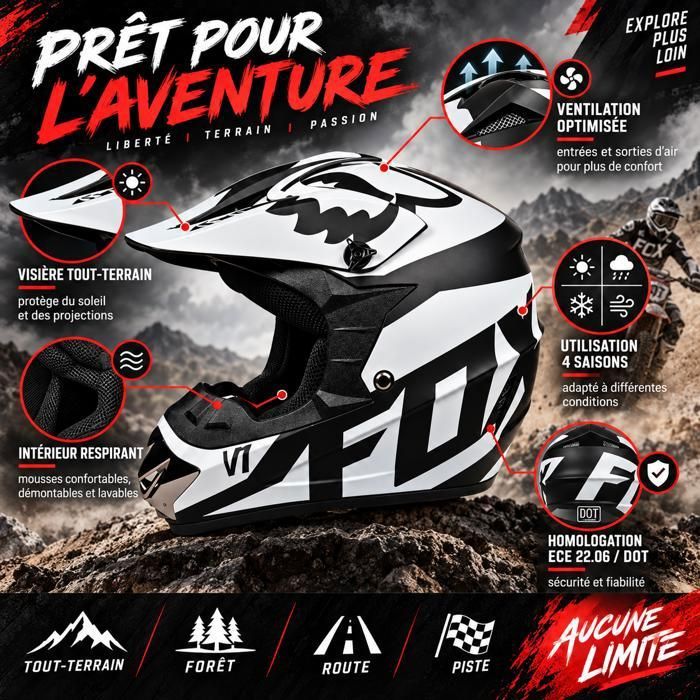 PRÊT POUR
L'AVENTURE
LIBERTÉ | TERRAIN | PASSION
EXPLORE
PLUS
LOIN
VENTILATION
OPTIMISÉE
entrées et sorties d'air
pour plus de confort
VISIÈRE TOUT-TERRAIN
protège du soleil
et des projections
UTILISATION
4 SAISONS
adapté à différentes
conditions
INTÉRIEUR RESPIRANT
mousses confortables,
démontables et lavables
V1
FOX
FOX
DOT
HOMOLOGATION
ECE 22.06 / DOT
sécurité et fiabilité
TOUT-TERRAIN
FORÊT
ROUTE
PISTE
AUCUNE
LIMITE